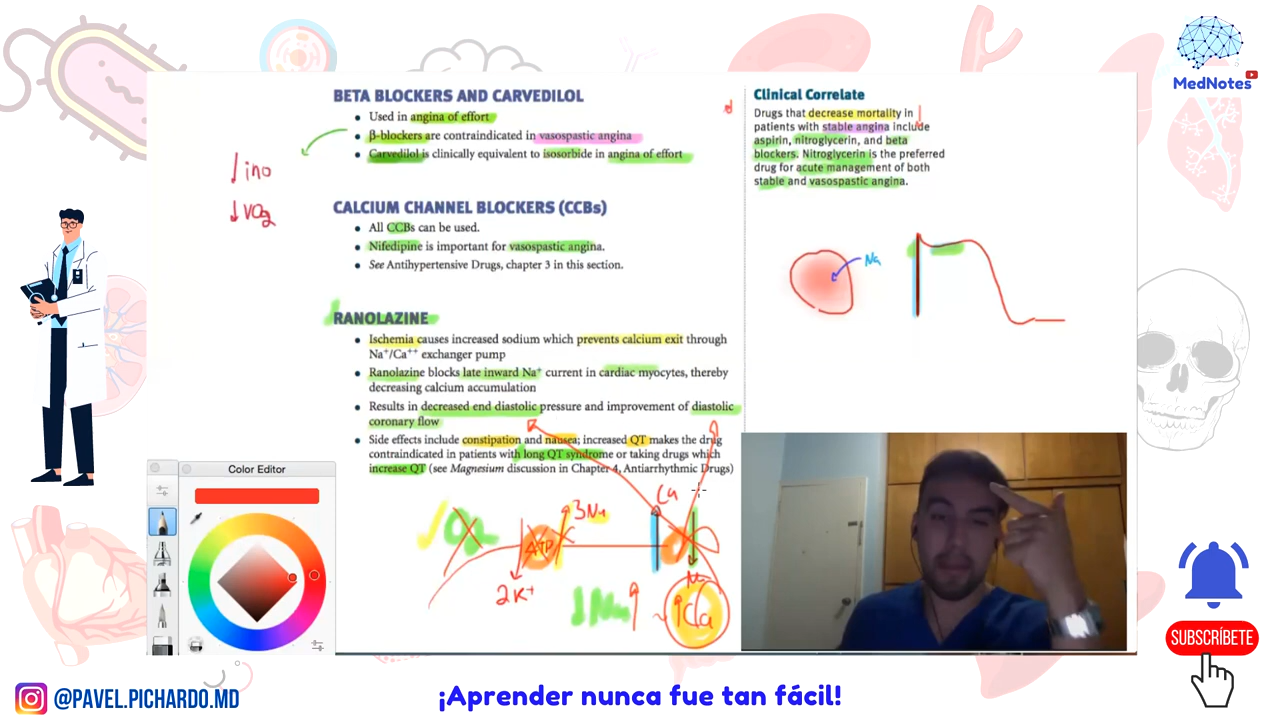 MedNotes
BETA BLOCKERS AND CARVEDILOL
• Used in angina of effort
• β-blockers are contraindicated in vasospastic angina
• Carvedilol is clinically equivalent to isosorbide in angina of effort
↓ino
↓VO2
CALCIUM CHANNEL BLOCKERS (CCBs)
• All CCBs can be used.
• Nifedipine is important for vasospastic angina.
• See Antihypertensive Drugs, chapter 3 in this section.
RANOLAZINE
• Ischemia causes increased sodium which prevents calcium exit through
Na+/Ca++ exchanger pump
• Ranolazine blocks late inward Na+ current in cardiac myocytes, thereby
decreasing calcium accumulation
• Results in decreased end diastolic pressure and improvement of diastolic
coronary flow
• Side effects include constipation and nausea; increased QT makes the drug
contraindicated in patients with long QT syndrome or taking drugs which
increase QT (see Magnesium discussion in Chapter 4, Antiarrhythmic Drugs)
Clinical Correlate
Drugs that decrease mortality in
patients with stable angina include
aspirin, nitroglycerin, and beta
blockers. Nitroglycerin is the preferred
drug for acute management of both
stable and vasospastic angina.
Na
Color Editor
↓O2
ATP
3Na
Ca
2K+
↓Na↑
↑Ca
SUBSCRÍBETE
@PAVEL.PICHARDO.MD
¡Aprender nunca fue tan fácil!